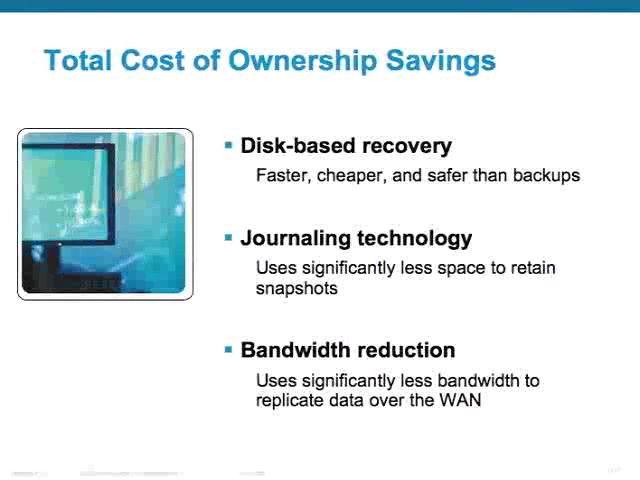 Total Cost of Ownership Savings
Disk-based recovery
Faster, cheaper, and safer than backups
Journaling technology
Uses significantly less space to retain
snapshots
Bandwidth reduction
Uses significantly less bandwidth to
replicate data over the WAN